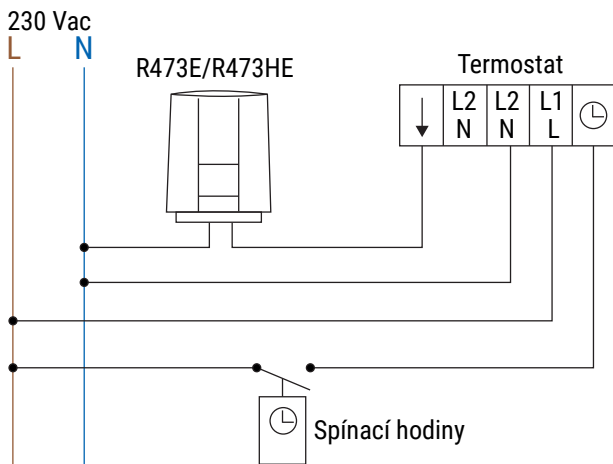 230 Vac
L N
R473E/R473HE
Termostat
L2 L2 L1
N N L
Spínací hodiny